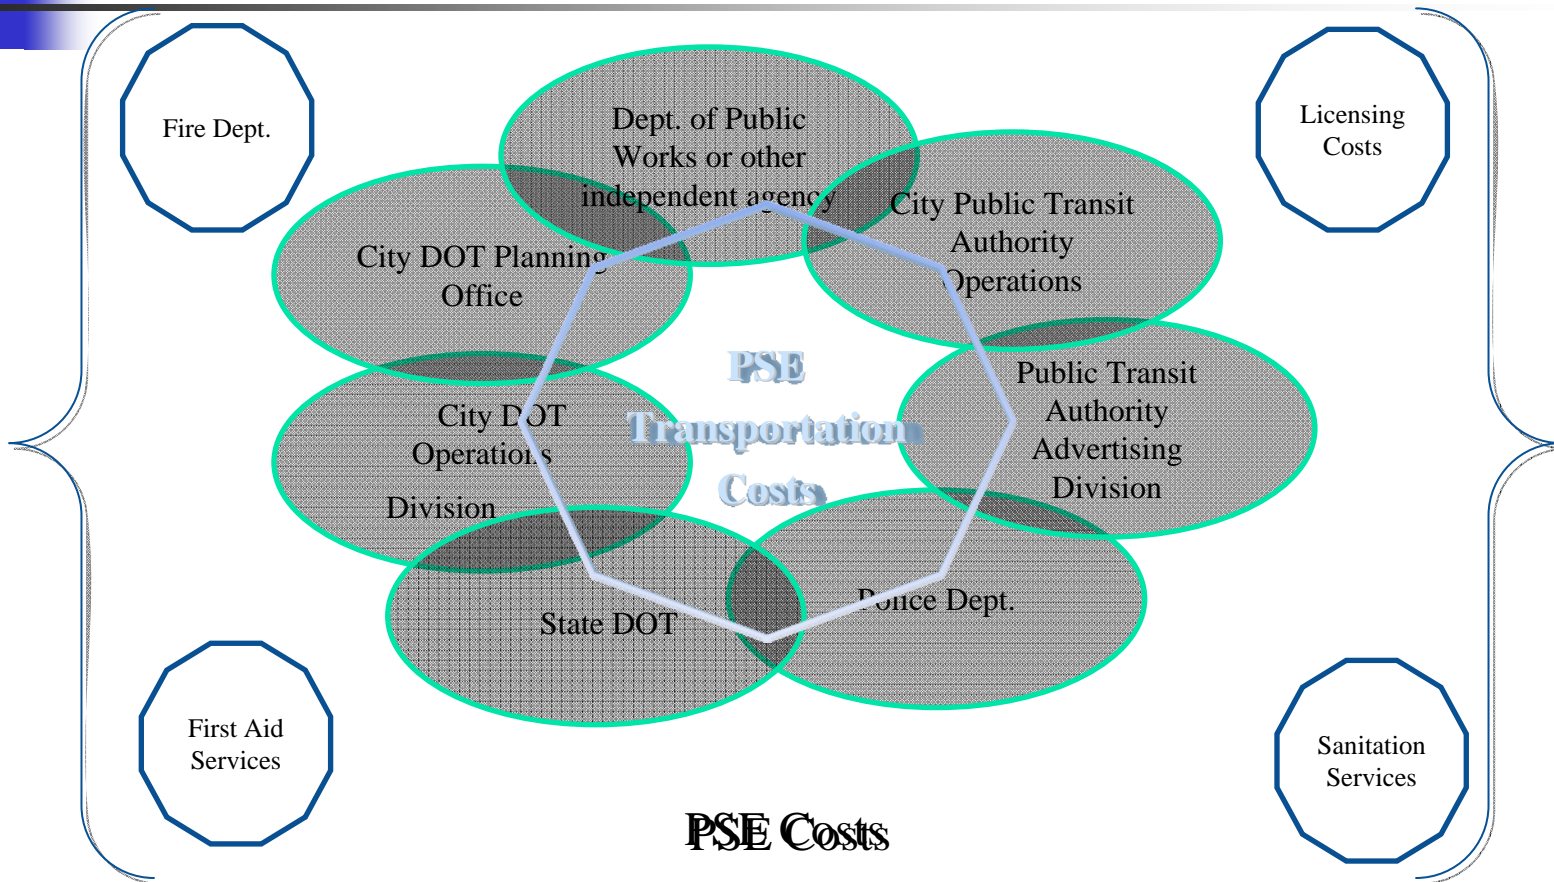 Fire Dept.
Dept. of Public
Works or other
independent agency
Licensing
Costs
City Public Transit
Authority
Operations
City DOT Planning
Office
PSE
Transportation
Costs
Public Transit
Authority
Advertising
Division
City DOT
Operations
Division
State DOT
Police Dept.
First Aid
Services
Sanitation
Services
PSE Costs